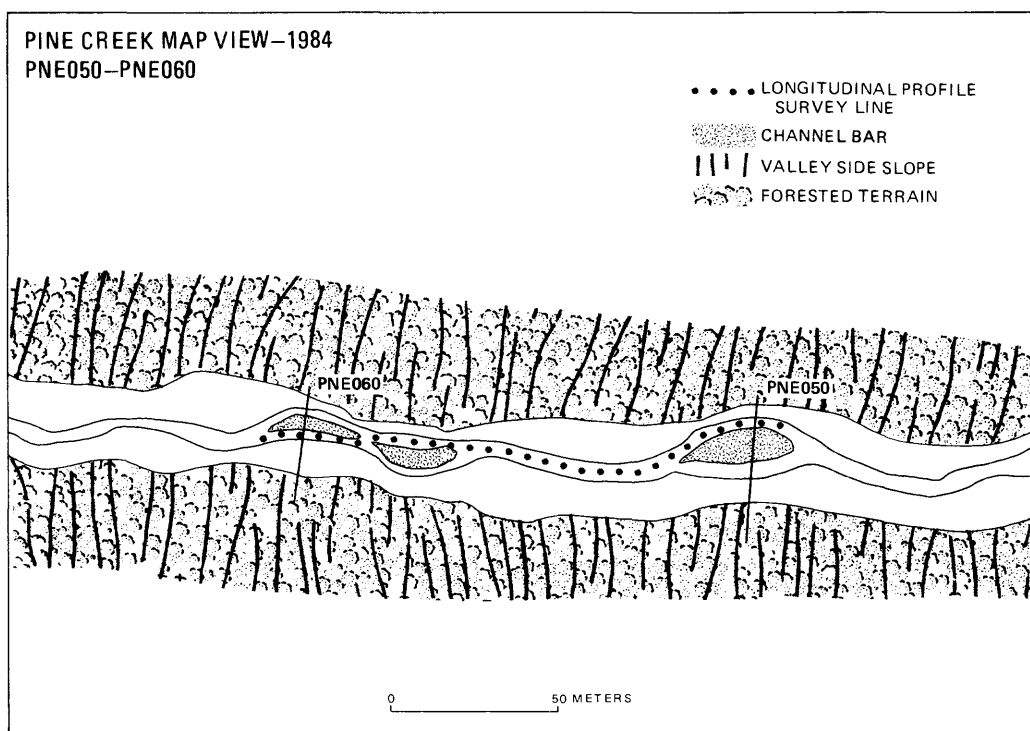 PINE CREEK MAP VIEW–1984
PNE050–PNE060
LONGITUDINAL PROFILE
SURVEY LINE
CHANNEL BAR
VALLEY SIDE SLOPE
FORESTED TERRAIN
PNE060
PNE050
0 50 METERS